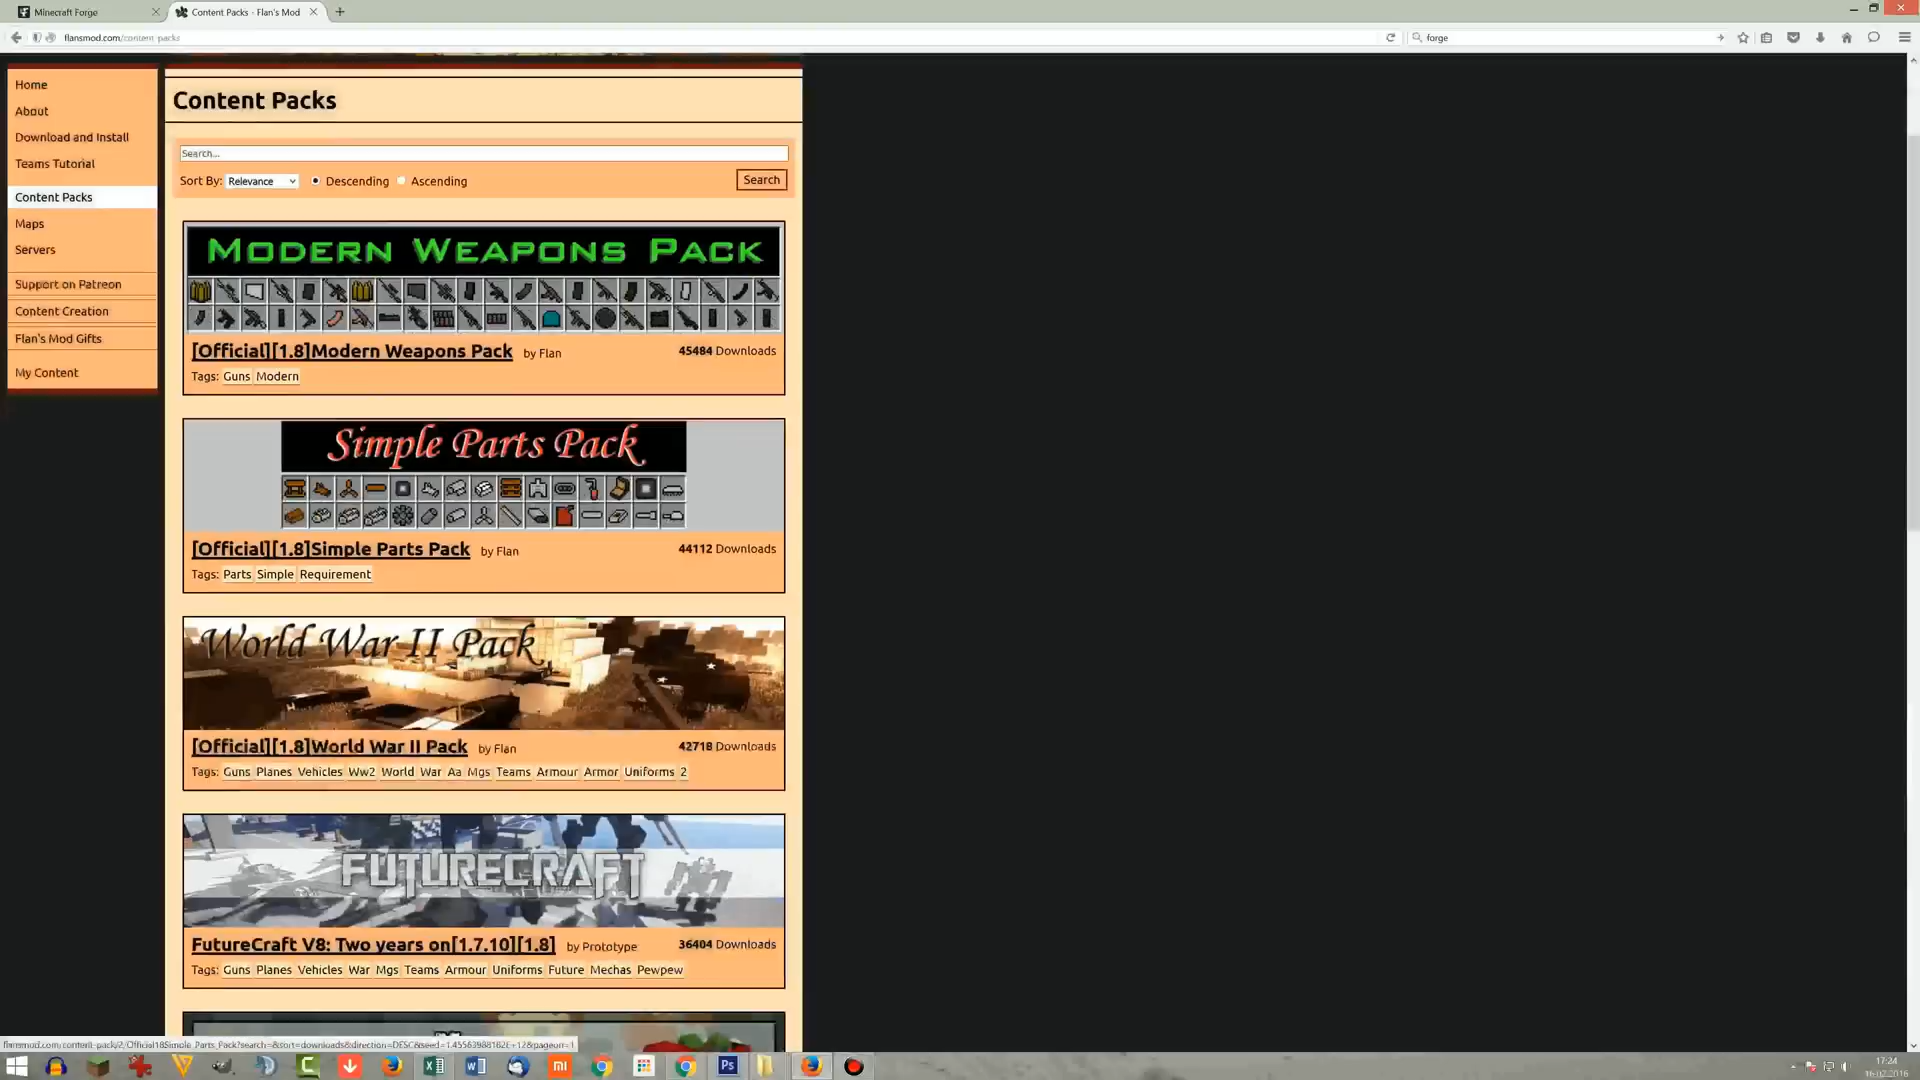 Minecraft Forge
Content Packs - Flan's Mod
flansmod.com/content-packs
forge
Home
About
Download and Install
Teams Tutorial
Content Packs
Maps
Servers
Support on Patreon
Content Creation
Flan's Mod Gifts
My Content
Content Packs
Search...
Sort By: Relevance Descending Ascending Search
MODERN WEAPONS PACK
[Official][1.8]Modern Weapons Pack by Flan 45484 Downloads
Tags: Guns Modern
Simple Parts Pack
[Official][1.8]Simple Parts Pack by Flan 44112 Downloads
Tags: Parts Simple Requirement
World War II Pack
[Official][1.8]World War II Pack by Flan 42718 Downloads
Tags: Guns Planes Vehicles Ww2 World War Aa Mgs Teams Armour Armor Uniforms 2
FUTURECRAFT
FutureCraft V8: Two years on[1.7.10][1.8] by Prototype 36404 Downloads
Tags: Guns Planes Vehicles War Mgs Teams Armour Uniforms Future Mechas Pewpew
17:24
16.02.2016